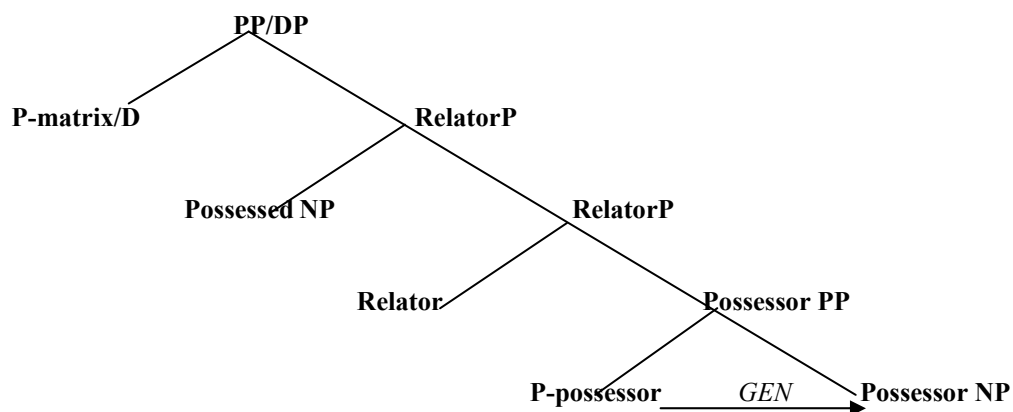 PP/DP
P-matrix/D RelatorP
Possessed NP RelatorP
Relator Possessor PP
P-possessor GEN Possessor NP